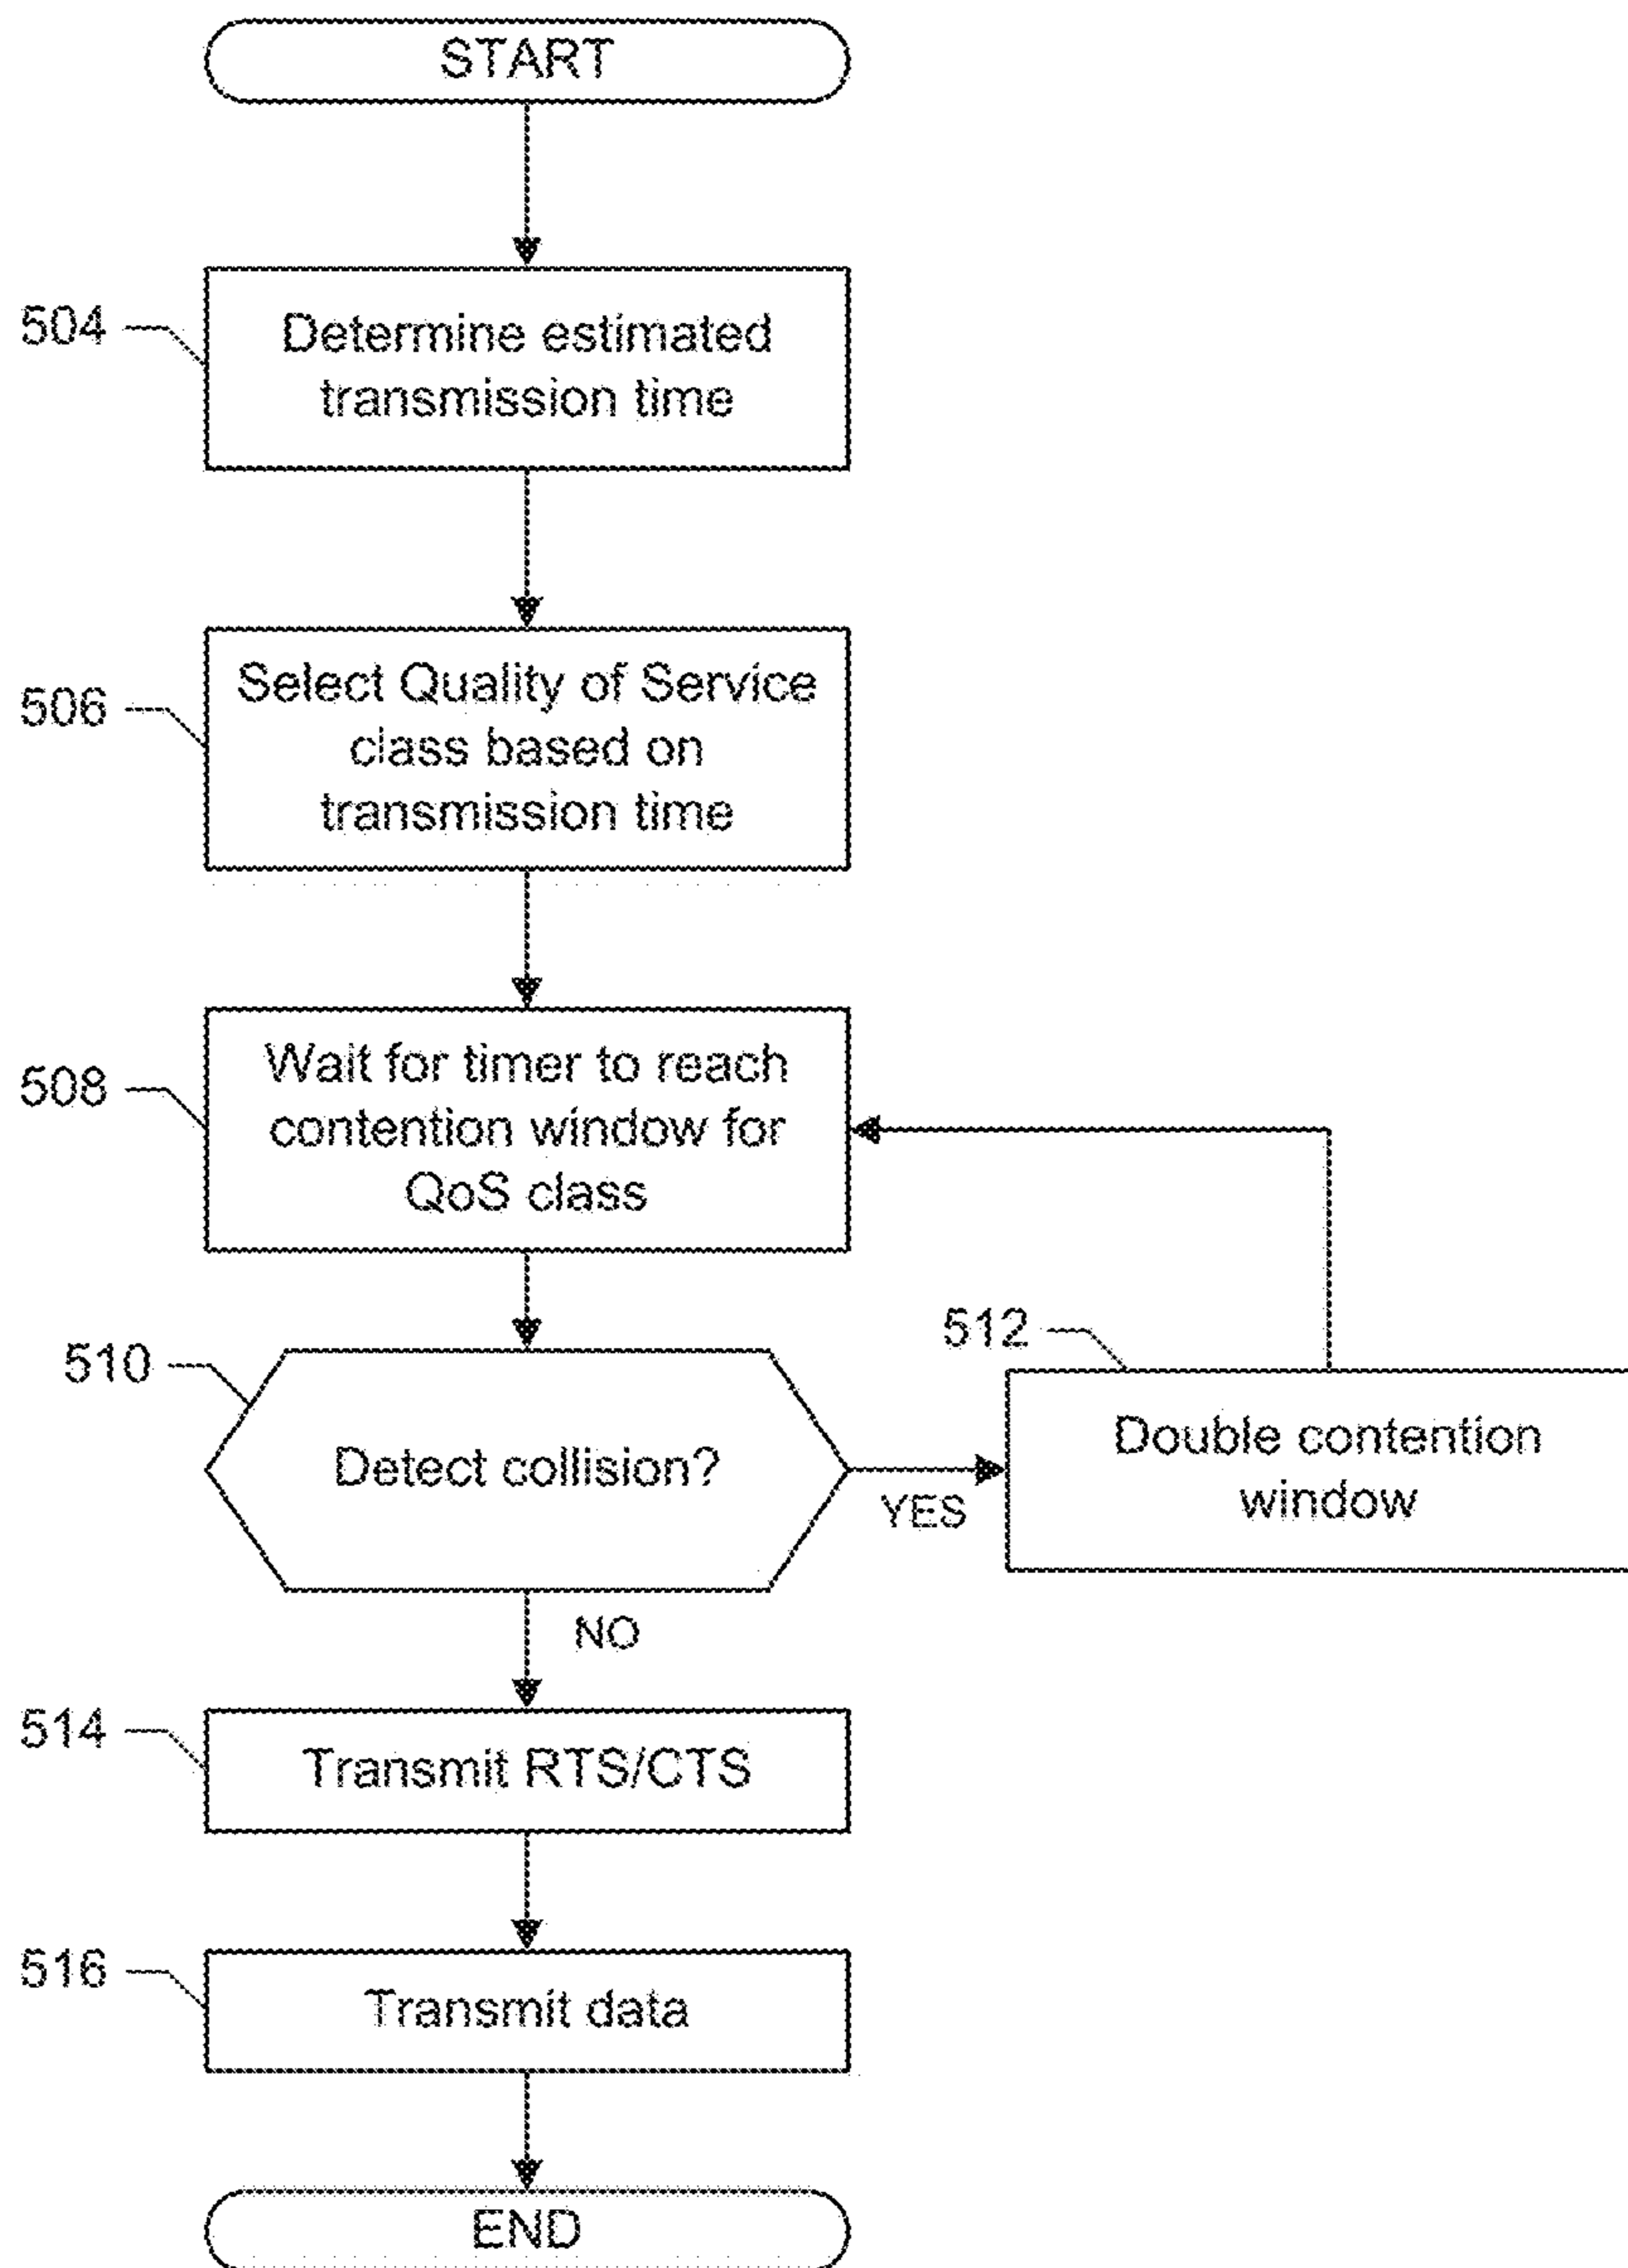 START
504
Determine estimated
transmission time
506
Select Quality of Service
class based on
transmission time
508
Wait for timer to reach
contention window for
QoS class
510
Detect collision?
YES
512
Double contention
window
NO
514
Transmit RTS/CTS
516
Transmit data
END